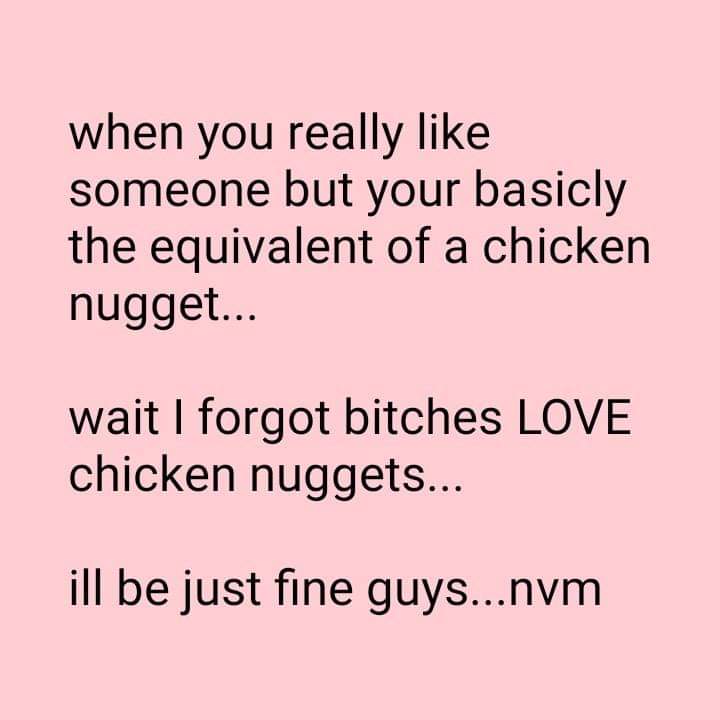 when you really like
someone but your basicly
the equivalent of a chicken
nugget...
wait I forgot bitches LOVE
chicken nuggets...
ill be just fine guys...nvm